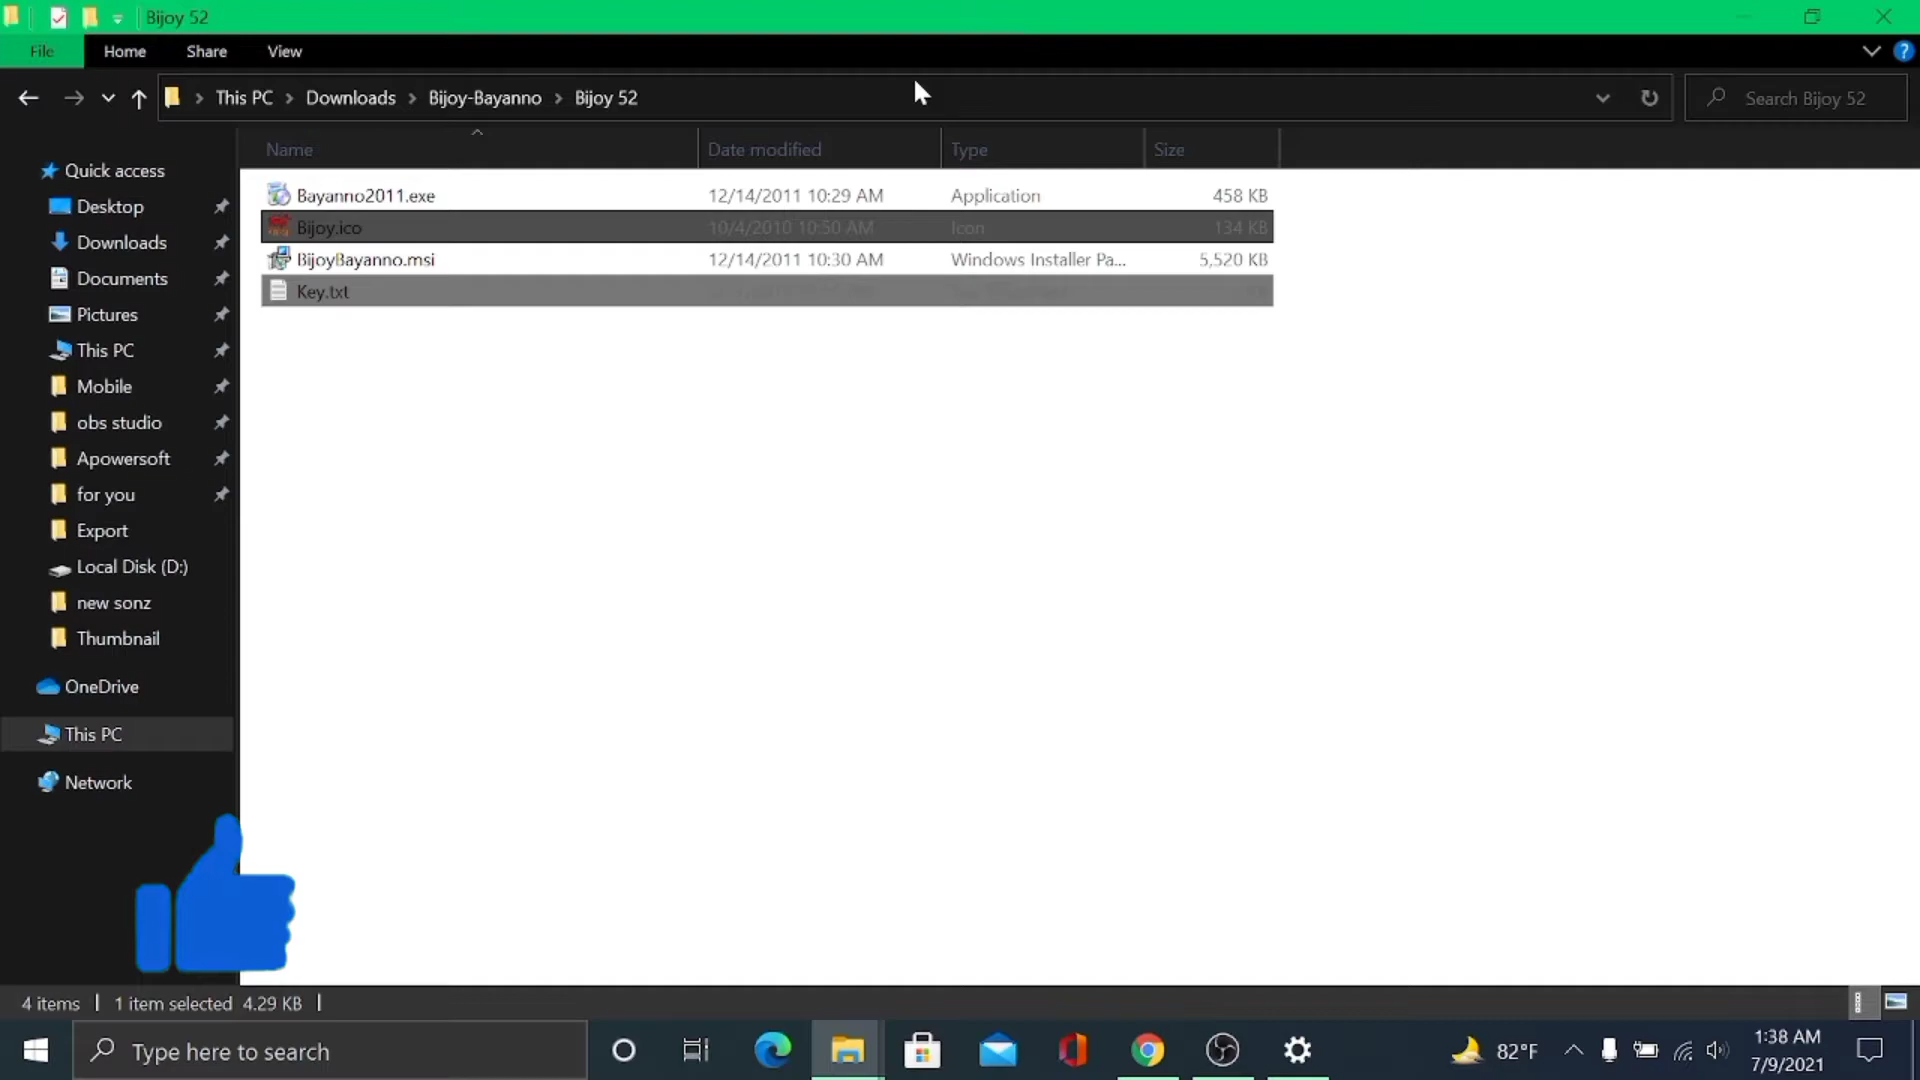 Bijoy 52
File Home Share View
This PC Downloads Bijoy-Bayanno Bijoy 52 Search Bijoy 52
Name Date modified Type Size
Quick access
Desktop
Downloads
Documents
Pictures
This PC
Mobile
obs studio
Apowersoft
for you
Export
Local Disk (D:)
new sonz
Thumbnail
OneDrive
This PC
Network
Bayanno2011.exe 12/14/2011 10:29 AM Application 458 KB
Bijoy.ico 10/4/2010 10:50 AM Icon 134 KB
BijoyBayanno.msi 12/14/2011 10:30 AM Windows Installer Pa... 5,520 KB
Key.txt
4 items 1 item selected 4.29 KB
Type here to search 82°F 1:38 AM
7/9/2021